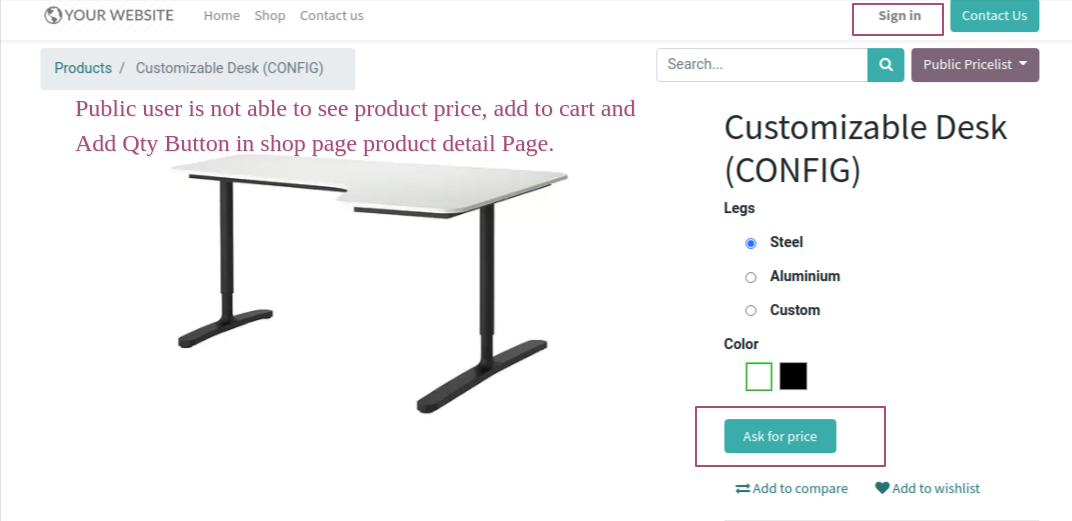 YOUR WEBSITE
Home Shop Contact us
Sign in
Contact Us
Products / Customizable Desk (CONFIG)
Search...
Public Pricelist
Public user is not able to see product price, add to cart and
Add Qty Button in shop page product detail Page.
Customizable Desk
(CONFIG)
Legs
Steel
Aluminium
Custom
Color
Ask for price
Add to compare
Add to wishlist